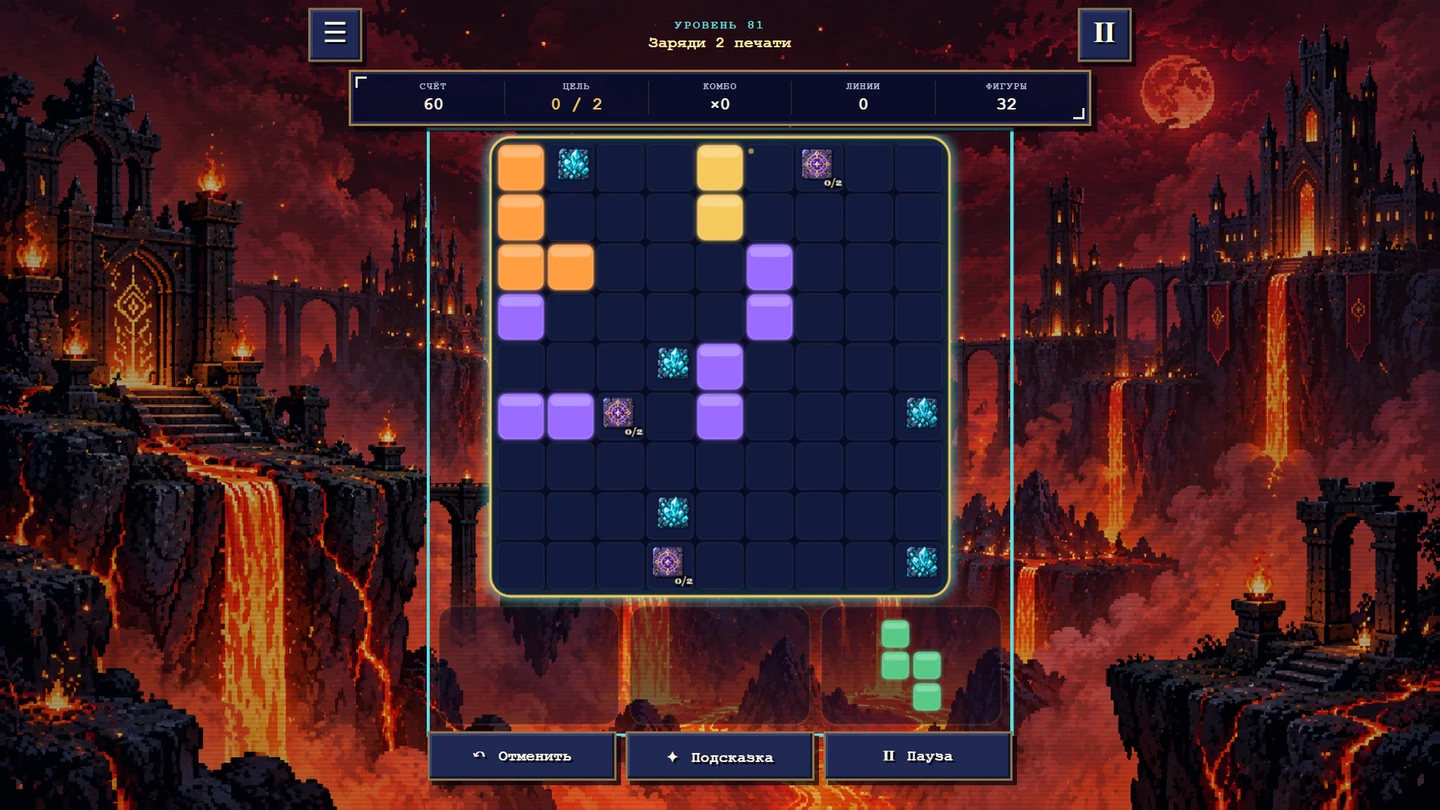 УРОВЕНЬ 81
Заряди 2 печати
СЧЁТ
60
ЦЕЛЬ
0 / 2
КОМБО
×0
ЛИНИИ
0
ФИГУРЫ
32
0/2
0/2
0/2
↶ Отменить
✦ Подсказка
II Пауза